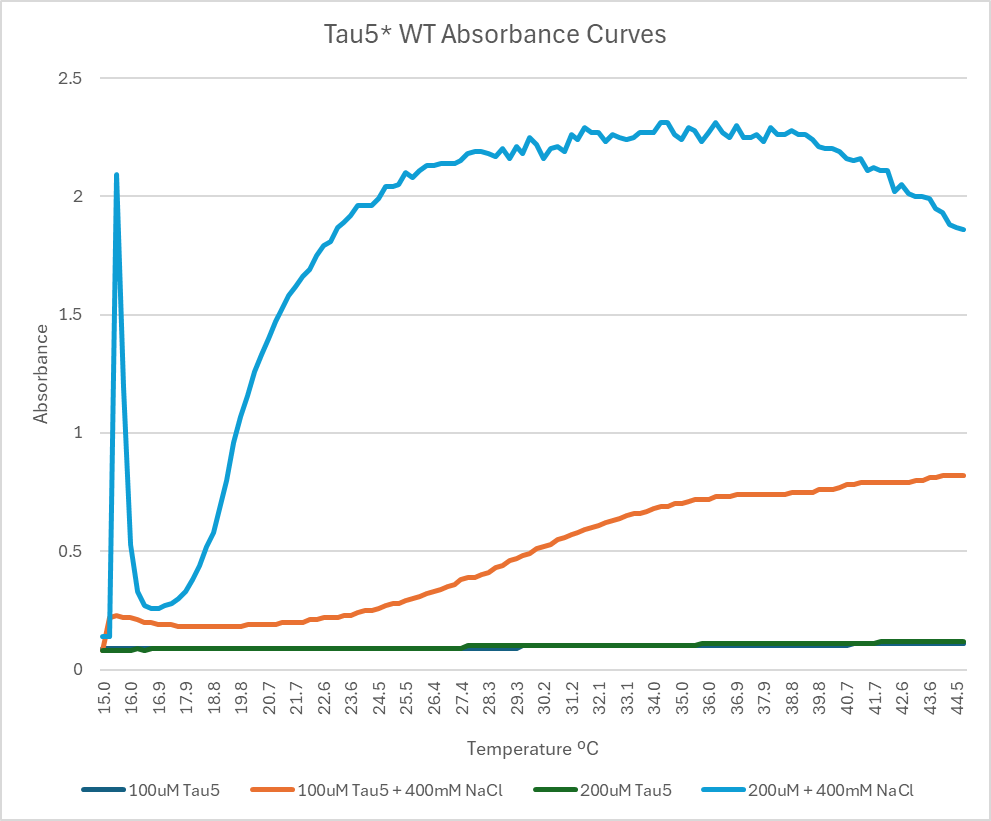 Tau5* WT Absorbance Curves
2.5
2
1.5
1
0.5
0
Absorbance
15.0 16.0 16.9 17.9 18.8 19.8 20.7 21.7 22.6 23.6 24.5 25.5 26.4 27.4 28.3 29.3 30.2 31.2 32.1 33.1 34.0 35.0 36.0 36.9 37.9 38.8 39.8 40.7 41.7 42.6 43.6 44.5
Temperature ºC
100uM Tau5 100uM Tau5 + 400mM NaCl 200uM Tau5 200uM + 400mM NaCl